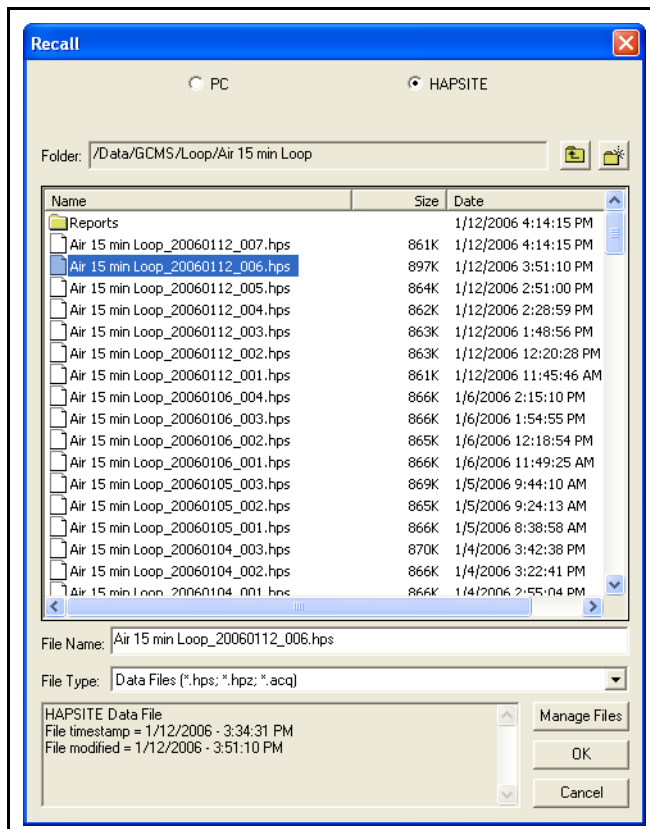 Recall
PC HAPSITE
Folder: /Data/GCMS/Loop/Air 15 min Loop
Name Size Date
Reports 1/12/2006 4:14:15 PM
Air 15 min Loop_20060112_007.hps 861K 1/12/2006 4:14:15 PM
Air 15 min Loop_20060112_006.hps 897K 1/12/2006 3:51:10 PM
Air 15 min Loop_20060112_005.hps 864K 1/12/2006 2:51:00 PM
Air 15 min Loop_20060112_004.hps 862K 1/12/2006 2:28:59 PM
Air 15 min Loop_20060112_003.hps 863K 1/12/2006 1:48:56 PM
Air 15 min Loop_20060112_002.hps 863K 1/12/2006 12:20:28 PM
Air 15 min Loop_20060112_001.hps 861K 1/12/2006 11:45:46 AM
Air 15 min Loop_20060106_004.hps 866K 1/6/2006 2:15:10 PM
Air 15 min Loop_20060106_003.hps 866K 1/6/2006 1:54:55 PM
Air 15 min Loop_20060106_002.hps 865K 1/6/2006 12:18:54 PM
Air 15 min Loop_20060106_001.hps 866K 1/6/2006 11:49:25 AM
Air 15 min Loop_20060105_003.hps 869K 1/5/2006 9:44:10 AM
Air 15 min Loop_20060105_002.hps 865K 1/5/2006 9:24:13 AM
Air 15 min Loop_20060105_001.hps 866K 1/5/2006 8:38:58 AM
Air 15 min Loop_20060104_003.hps 870K 1/4/2006 3:42:38 PM
Air 15 min Loop_20060104_002.hps 866K 1/4/2006 3:22:41 PM
Air 15 min Loop_20060104_001.hps 866K 1/4/2006 2:55:04 PM
File Name: Air 15 min Loop_20060112_006.hps
File Type: Data Files (*.hps; *.hpz; *.acq)
HAPSITE Data File
File timestamp = 1/12/2006 - 3:34:31 PM
File modified = 1/12/2006 - 3:51:10 PM
Manage Files
OK
Cancel